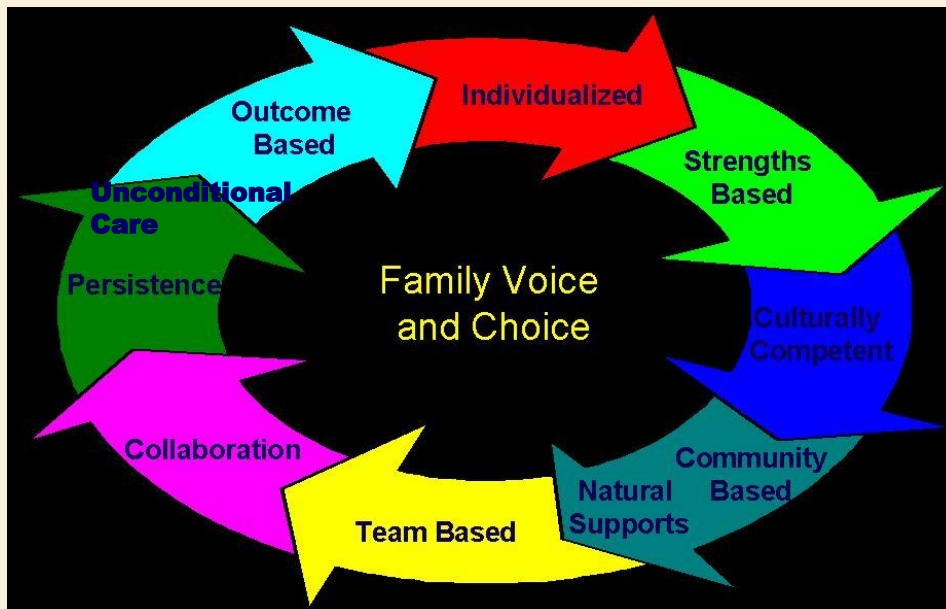 Individualized
Strengths
Based
Culturally
Competent
Community
Based
Natural
Supports
Team Based
Collaboration
Persistence
Unconditional
Care
Outcome
Based
Family Voice
and Choice